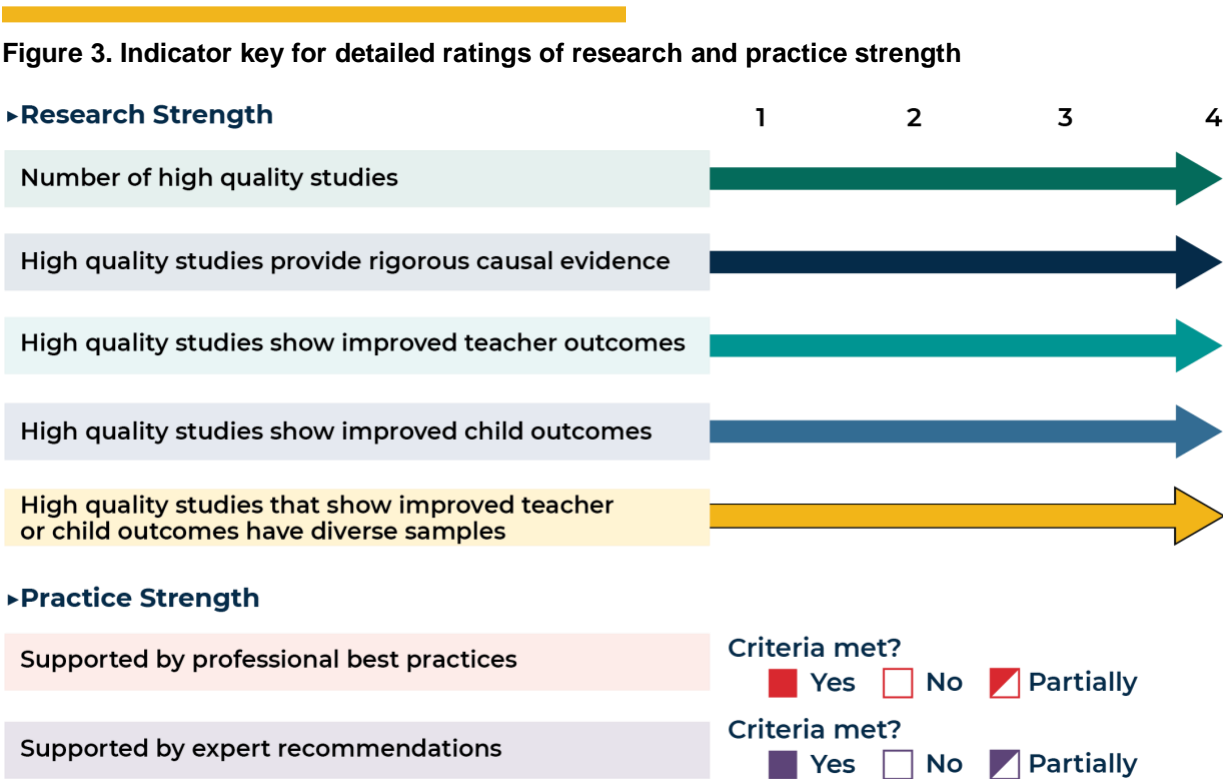 Figure 3. Indicator key for detailed ratings of research and practice strength
▸Research Strength 1 2 3 4
Number of high quality studies
High quality studies provide rigorous causal evidence
High quality studies show improved teacher outcomes
High quality studies show improved child outcomes
High quality studies that show improved teacher
or child outcomes have diverse samples
▸Practice Strength
Supported by professional best practices
Criteria met?
Yes No Partially
Supported by expert recommendations
Criteria met?
Yes No Partially